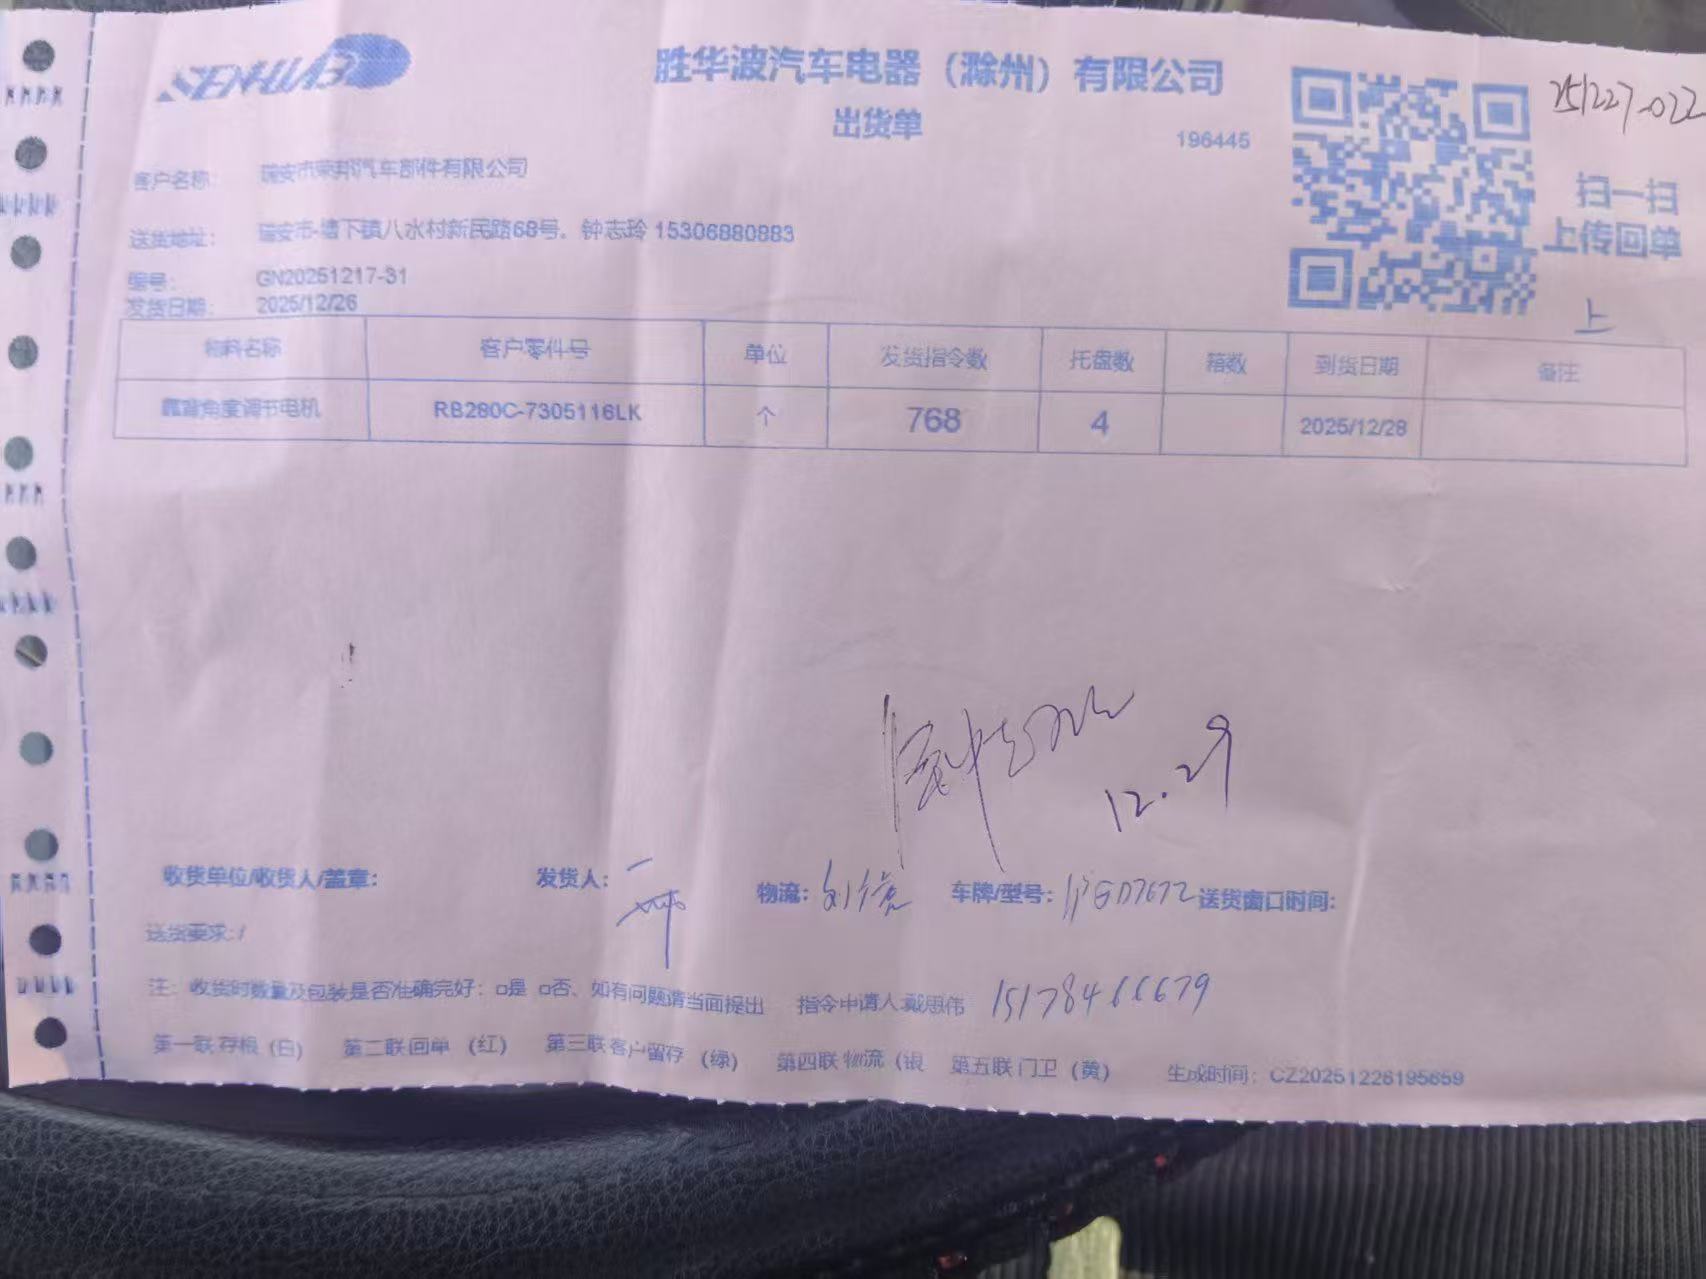 SENHWAB
胜华波汽车电器（滁州）有限公司
出货单
196445
251227-022
扫一扫
上传回单
上
客户名称： 瑞安市荣邦汽车部件有限公司
送货地址： 瑞安市-塘下镇八水村新民路68号。钟志玲 15306880883
编号： GN20251217-31
发货日期： 2025/12/26
物料名称 客户零件号 单位 发货指令数 托盘数 箱数 到货日期 备注
靠背角度调节电机 RB280C-7305116LK 个 768 4 2025/12/28
12.29
收货单位/收货人/盖章： 发货人： 物流： 车牌/型号： 送货窗口时间：
送货要求：/
注： 收货时数量及包装是否准确完好：□是 □否、如有问题请当面提出 指令申请人戴思伟 15178466679
第一联存根（白） 第二联回单 （红） 第三联客户留存 （绿） 第四联物流（银 第五联门卫（黄） 生成时间：CZ20251226195659